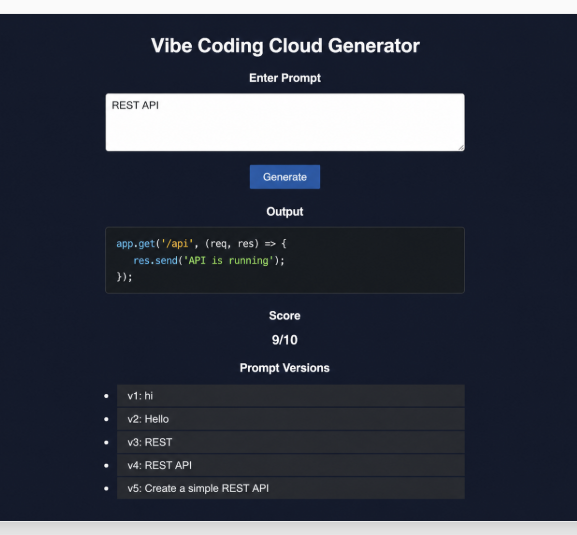 Vibe Coding Cloud Generator
Enter Prompt
REST API
Generate
Output
app.get('/api', (req, res) => {
res.send('API is running');
});
Score
9/10
Prompt Versions
v1: hi
v2: Hello
v3: REST
v4: REST API
v5: Create a simple REST API